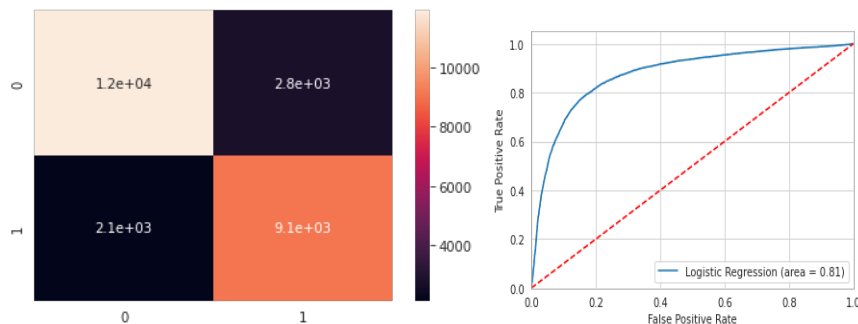 0
1.2e+04 2.8e+03
1
2.1e+03 9.1e+03
0 1
10000
8000
6000
4000
True Positive Rate
1.0
0.8
0.6
0.4
0.2
0.0
Logistic Regression (area = 0.81)
0.0 0.2 0.4 0.6 0.8 1.0
False Positive Rate